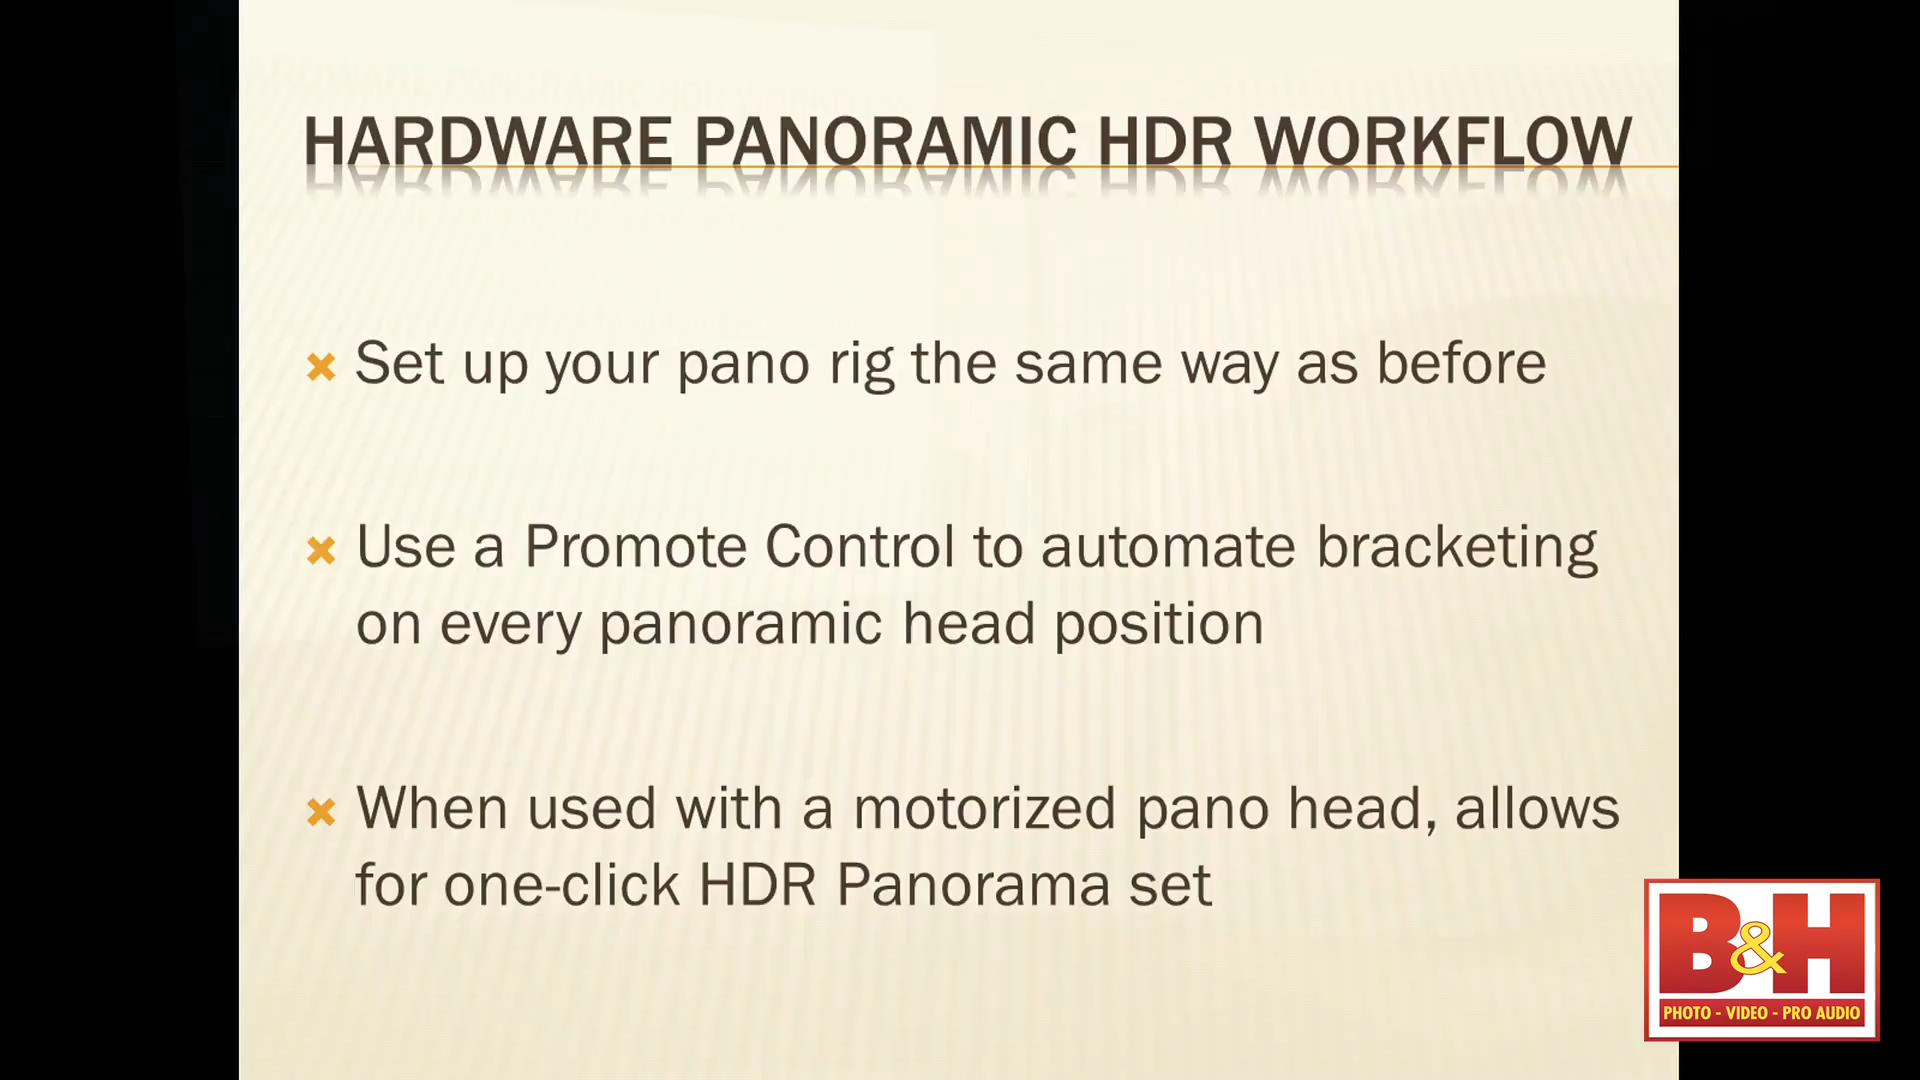 HARDWARE PANORAMIC HDR WORKFLOW
Set up your pano rig the same way as before
Use a Promote Control to automate bracketing
on every panoramic head position
When used with a motorized pano head, allows
for one-click HDR Panorama set
B&H
PHOTO - VIDEO - PRO AUDIO